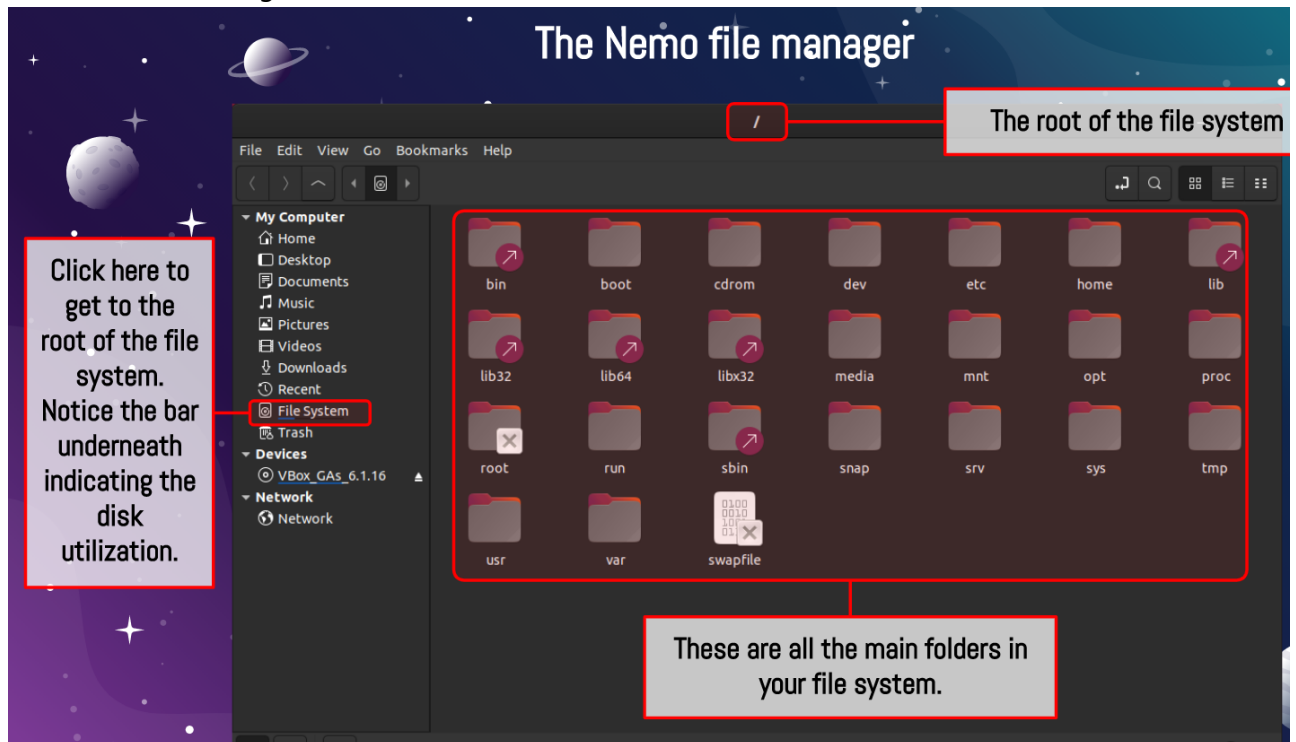 The Nemo file manager
/
The root of the file system
File Edit View Go Bookmarks Help
My Computer
Home
Desktop
Documents
Music
Pictures
Videos
Downloads
Recent
File System
Trash
Devices
VBox_GAs_6.1.16
Network
Network
Click here to
get to the
root of the file
system.
Notice the bar
underneath
indicating the
disk
utilization.
bin boot cdrom dev etc home lib
lib32 lib64 libx32 media mnt opt proc
root run sbin snap srv sys tmp
usr var swapfile
These are all the main folders in
your file system.